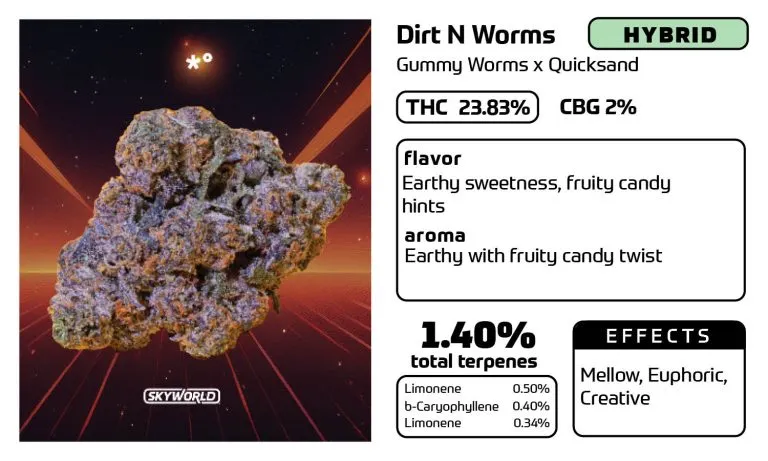 Dirt N Worms
HYBRID
Gummy Worms x Quicksand
THC 23.83%
CBG 2%
flavor
Earthy sweetness, fruity candy
hints
aroma
Earthy with fruity candy twist
1.40%
total terpenes
Limonene 0.50%
b-Caryophyllene 0.40%
Limonene 0.34%
EFFECTS
Mellow, Euphoric,
Creative
SKYWORLD